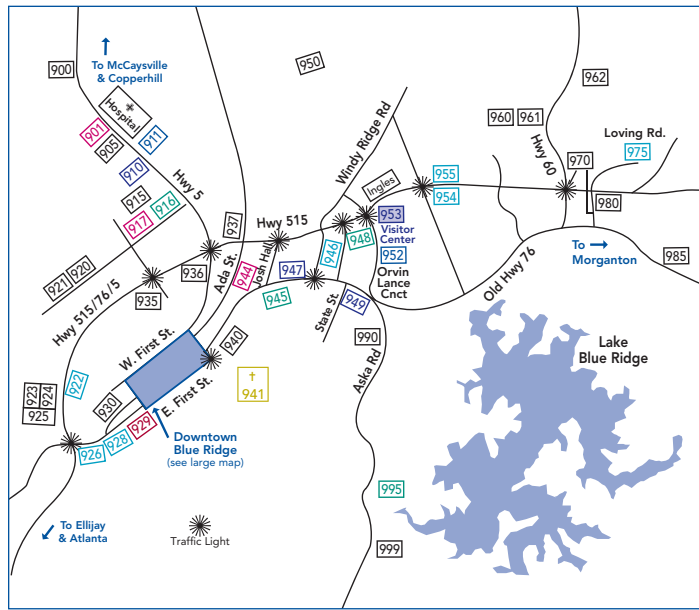 900
To McCaysville
& Copperhill
950
962
Hospital
901
905
911
910
Hwy 5
960
961
Hwy 60
Loving Rd.
970
975
980
985
To
Morganton
Windy Ridge Rd
Ingles
955
954
915
916
917
937
Hwy 515
953
Visitor
Center
952
Orvin
Lance
Cnct
948
946
921
920
936
Ada St.
944
Josh Hall
947
945
State St.
949
Old Hwy 76
935
Hwy 515/76/5
W. First St.
E. First St.
940
990
Aska Rd
Lake
Blue Ridge
922
923
924
925
930
†
941
926
928
929
Downtown
Blue Ridge
(see large map)
995
999
To Ellijay
& Atlanta
Traffic Light